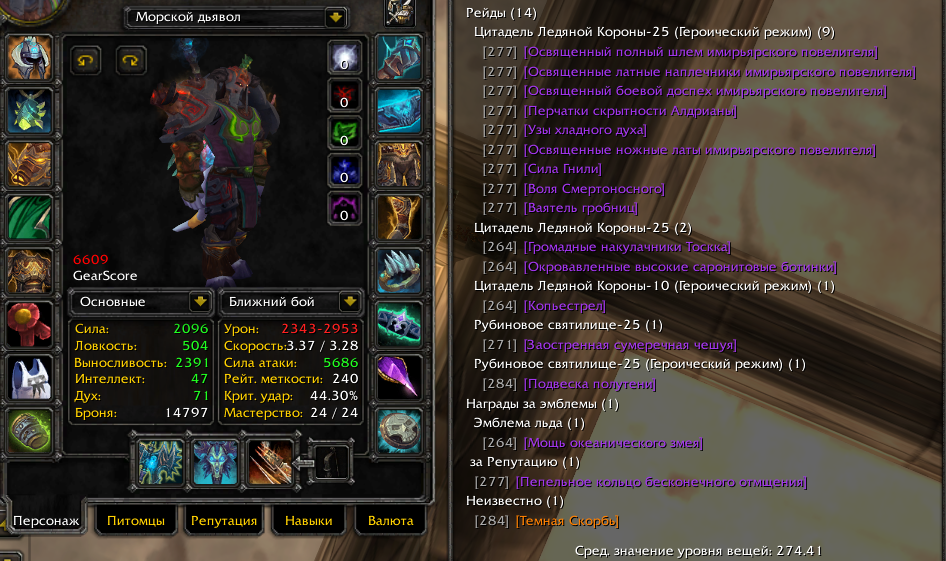 Морской дьявол
0
0
0
0
0
6609
GearScore
Основные
Ближний бой
Сила: 2096
Ловкость: 504
Выносливость: 2391
Интеллект: 47
Дух: 71
Броня: 14797
Урон: 2343-2953
Скорость: 3.37 / 3.28
Сила атаки: 5686
Рейт. меткости: 240
Крит. удар: 44.30%
Мастерство: 24 / 24
Персонаж
Питомцы
Репутация
Навыки
Валюта
Рейды (14)
Цитадель Ледяной Короны-25 (Героический режим) (9)
[277] [Освященный полный шлем имирьярского повелителя]
[277] [Освященные латные наплечники имирьярского повелителя]
[277] [Освященный боевой доспех имирьярского повелителя]
[277] [Перчатки скрытности Алдрианы]
[277] [Узы хладного духа]
[277] [Освященные ножные латы имирьярского повелителя]
[277] [Сила Гнили]
[277] [Воля Смертоносного]
[277] [Ваятель гробниц]
Цитадель Ледяной Короны-25 (2)
[264] [Громадные накулачники Тоскка]
[264] [Окровавленные высокие саронитовые ботинки]
Цитадель Ледяной Короны-10 (Героический режим) (1)
[264] [Копьестрел]
Рубиновое святилище-25 (1)
[271] [Заостренная сумеречная чешуя]
Рубиновое святилище-25 (Героический режим) (1)
[284] [Подвеска полутени]
Награды за эмблемы (1)
Эмблема льда (1)
[264] [Мощь океанического змея]
за Репутацию (1)
[277] [Пепельное кольцо бесконечного отмщения]
Неизвестно (1)
[284] [Темная Скорбь]
Сред. значение уровня вещей: 274.41